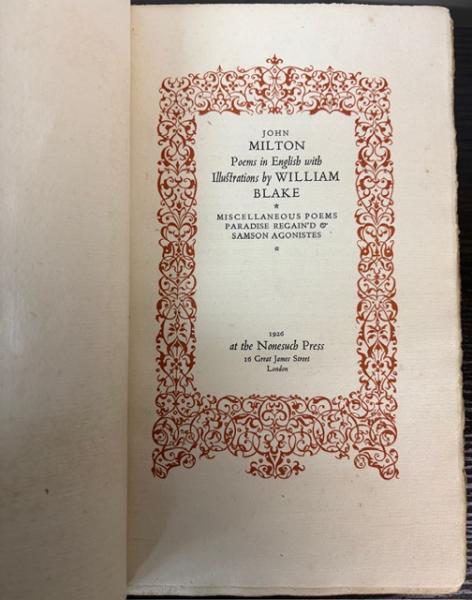 JOHN
MILTON
Poems in English with
Illustrations by WILLIAM
BLAKE
*
MISCELLANEOUS POEMS
PARADISE REGAIN'D &
SAMSON AGONISTES
*
1926
at the Nonesuch Press
16 Great James Street
London